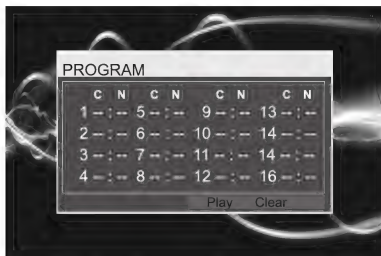 PROGRAM
C N C N C N C N
1 --:-- 5 --:-- 9 --:-- 13 --:--
2 --:-- 6 --:-- 10 --:-- 14 --:--
3 --:-- 7 --:-- 11 --:-- 14 --:--
4 --:-- 8 --:-- 12 --:-- 16 --:--
Play Clear